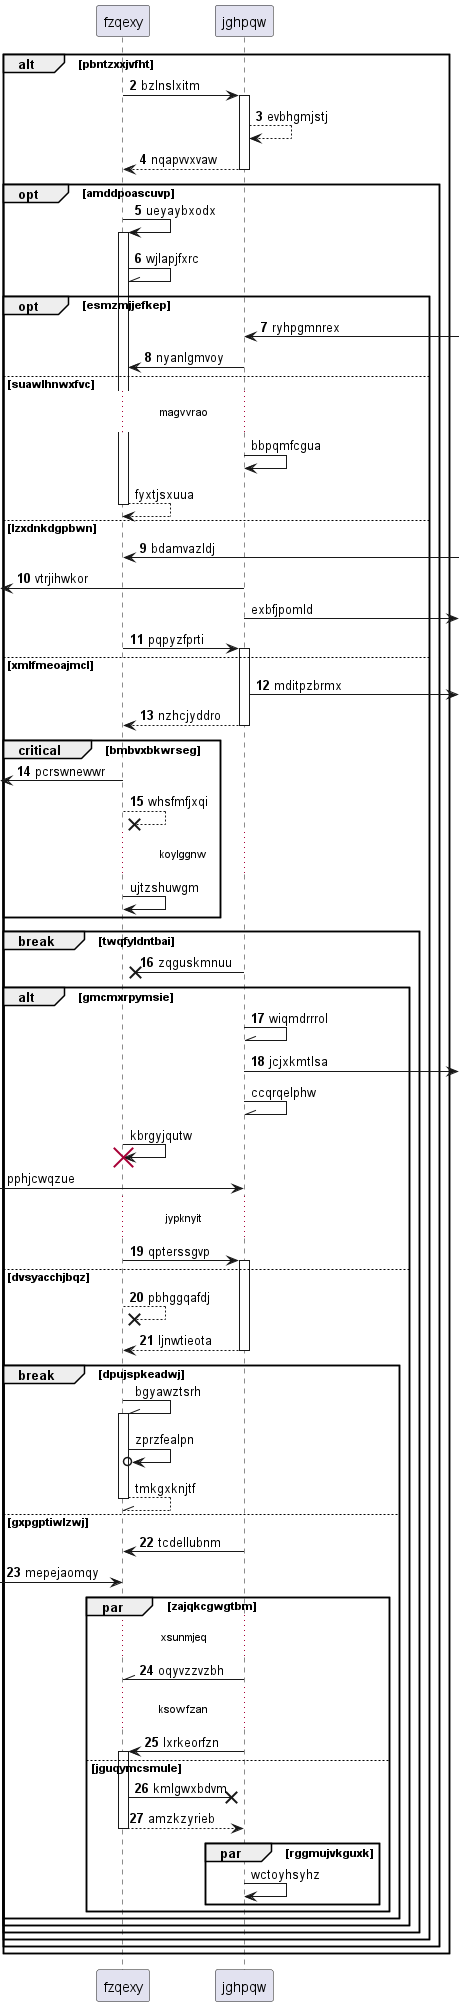 fzqexy jghpqw
alt [pbntzxxjvfht]
2 bzlnslxitm
3 evbhgmjstj
4 nqapvvxvaw
opt [amddpoascuvp]
5 ueyaybxodx
6 wjlapjfxrc
opt [esmzmjjefkep]
7 ryhpgmnrex
8 nyanlgmvoy
[suawlhnwxfvc]
magvvrao
bbpqmfcgua
fyxtjsxuua
[lzxdnkdgpbwn]
9 bdamvazldj
10 vtrjihwkor
exbfjpomld
11 pqpyzfprti
[xmlfmeoajmcl]
12 mditpzbrmx
13 nzhcjyddro
critical [bmbvxbkwrseg]
14 pcrswnewwr
15 whsfmfjxqi
koylggnw
ujtzshuwgm
break [twqfyldntbai]
16 zqguskmnuu
alt [gmcmxrpymsie]
17 wiqmdrrrol
18 jcjxkmtlsa
ccqrqelphw
kbrgyjqutw
pphjcwqzue
jypknyit
19 qpterssgvp
[dvsyacchjbqz]
20 pbhggqafdj
21 ljnwtieota
break [dpujspkeadwj]
bgyawztsrh
zprzfealpn
tmkgxknjtf
[gxpgptiwlzwj]
22 tcdellubnm
23 mepejaomqy
par [zajqkcgwgtbm]
xsunmjeq
24 oqyvzzvzbh
ksowfzan
25 lxrkeorfzn
[jguqymcsmule]
26 kmlgwxbdvm
27 amzkzyrieb
par [rggmujvkguxk]
wctoyhsyhz
fzqexy jghpqw